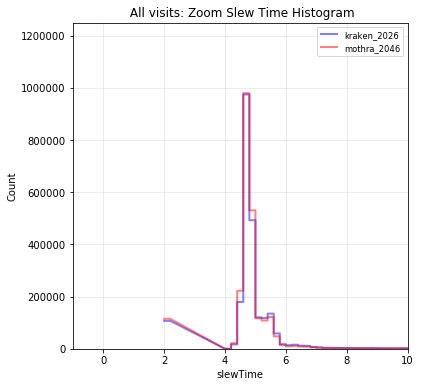 All visits: Zoom Slew Time Histogram
kraken_2026
mothra_2046
1200000
1000000
800000
600000
400000
200000
0
Count
0 2 4 6 8 10
slewTime